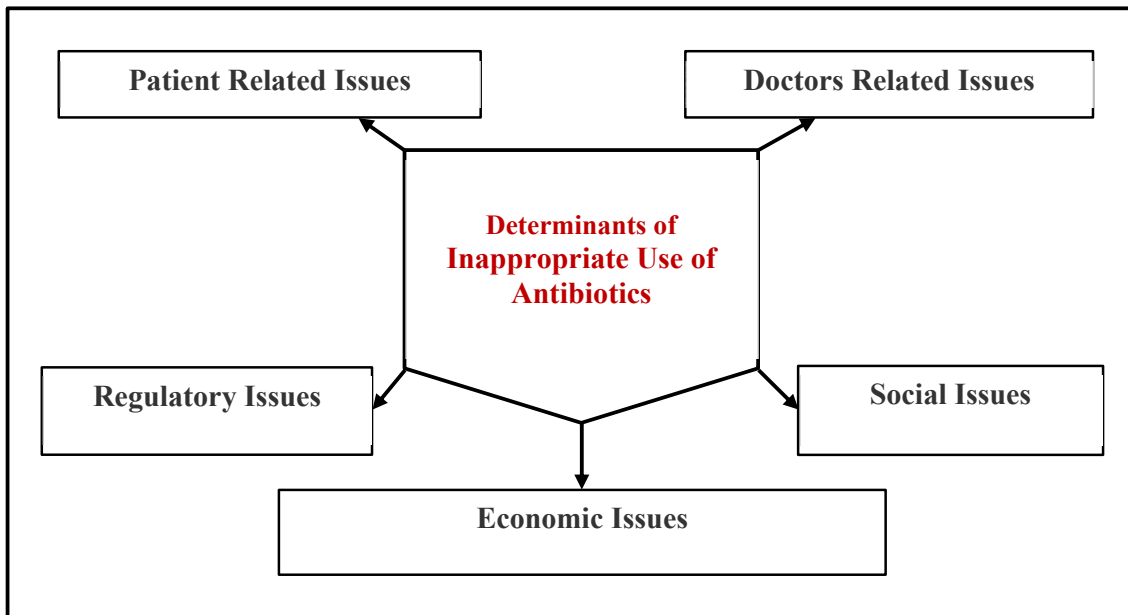 Patient Related Issues
Doctors Related Issues
Determinants of
Inappropriate Use of
Antibiotics
Regulatory Issues
Social Issues
Economic Issues